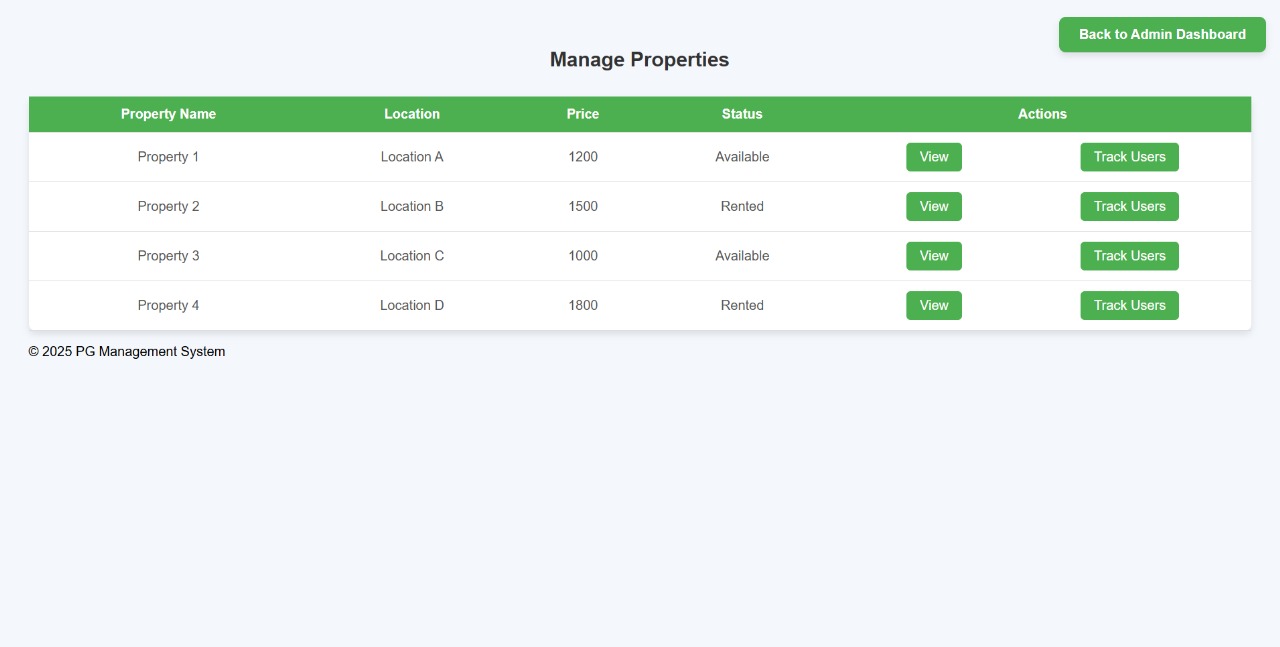 Back to Admin Dashboard
Manage Properties
Property Name Location Price Status Actions
Property 1 Location A 1200 Available View Track Users
Property 2 Location B 1500 Rented View Track Users
Property 3 Location C 1000 Available View Track Users
Property 4 Location D 1800 Rented View Track Users
© 2025 PG Management System